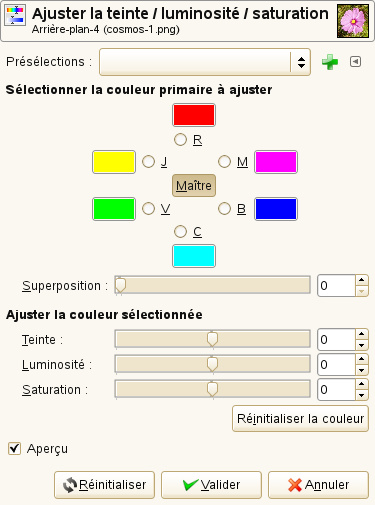 Ajuster la teinte / luminosité / saturation
Arrière-plan-4 (cosmos-1.png)
Présélections :
Sélectionner la couleur primaire à ajuster
R
J
M
Maître
V
B
C
Superposition :
0
Ajuster la couleur sélectionnée
Teinte :
0
Luminosité :
0
Saturation :
0
Réinitialiser la couleur
Aperçu
Réinitialiser
Valider
Annuler